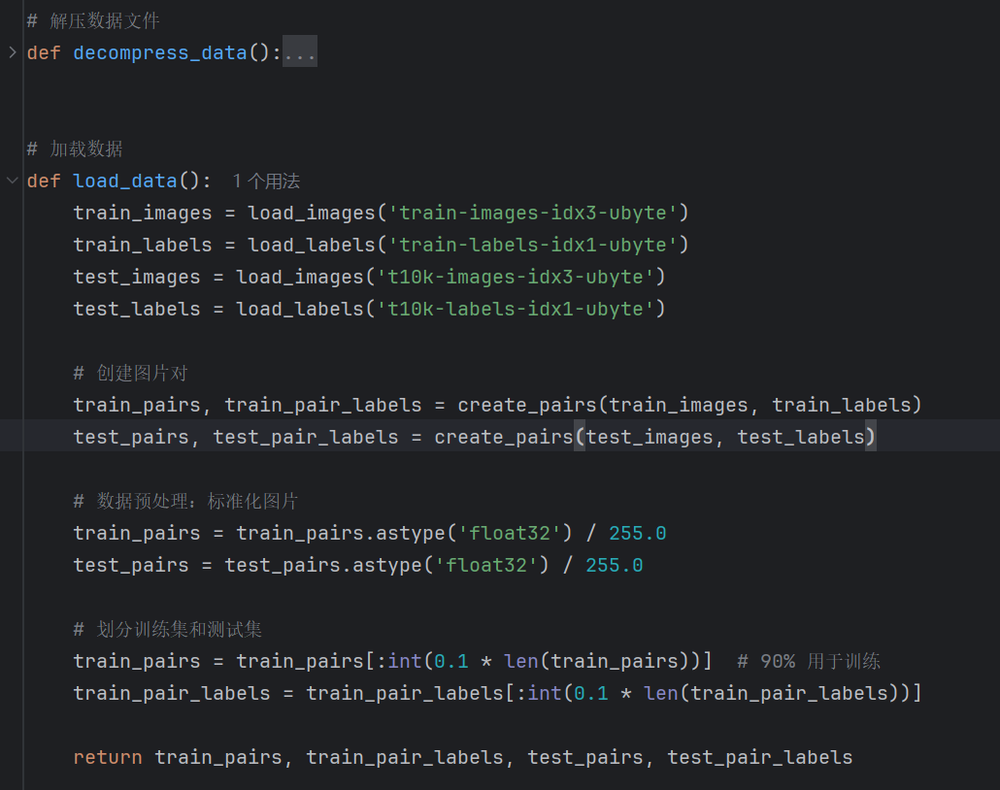 # 解压数据文件
def decompress_data():...
# 加载数据
def load_data():  1个用法
    train_images = load_images('train-images-idx3-ubyte')
    train_labels = load_labels('train-labels-idx1-ubyte')
    test_images = load_images('t10k-images-idx3-ubyte')
    test_labels = load_labels('t10k-labels-idx1-ubyte')
    # 创建图片对
    train_pairs, train_pair_labels = create_pairs(train_images, train_labels)
    test_pairs, test_pair_labels = create_pairs(test_images, test_labels)
    # 数据预处理：标准化图片
    train_pairs = train_pairs.astype('float32') / 255.0
    test_pairs = test_pairs.astype('float32') / 255.0
    # 划分训练集和测试集
    train_pairs = train_pairs[:int(0.1 * len(train_pairs))]  # 90% 用于训练
    train_pair_labels = train_pair_labels[:int(0.1 * len(train_pair_labels))]
    return train_pairs, train_pair_labels, test_pairs, test_pair_labels